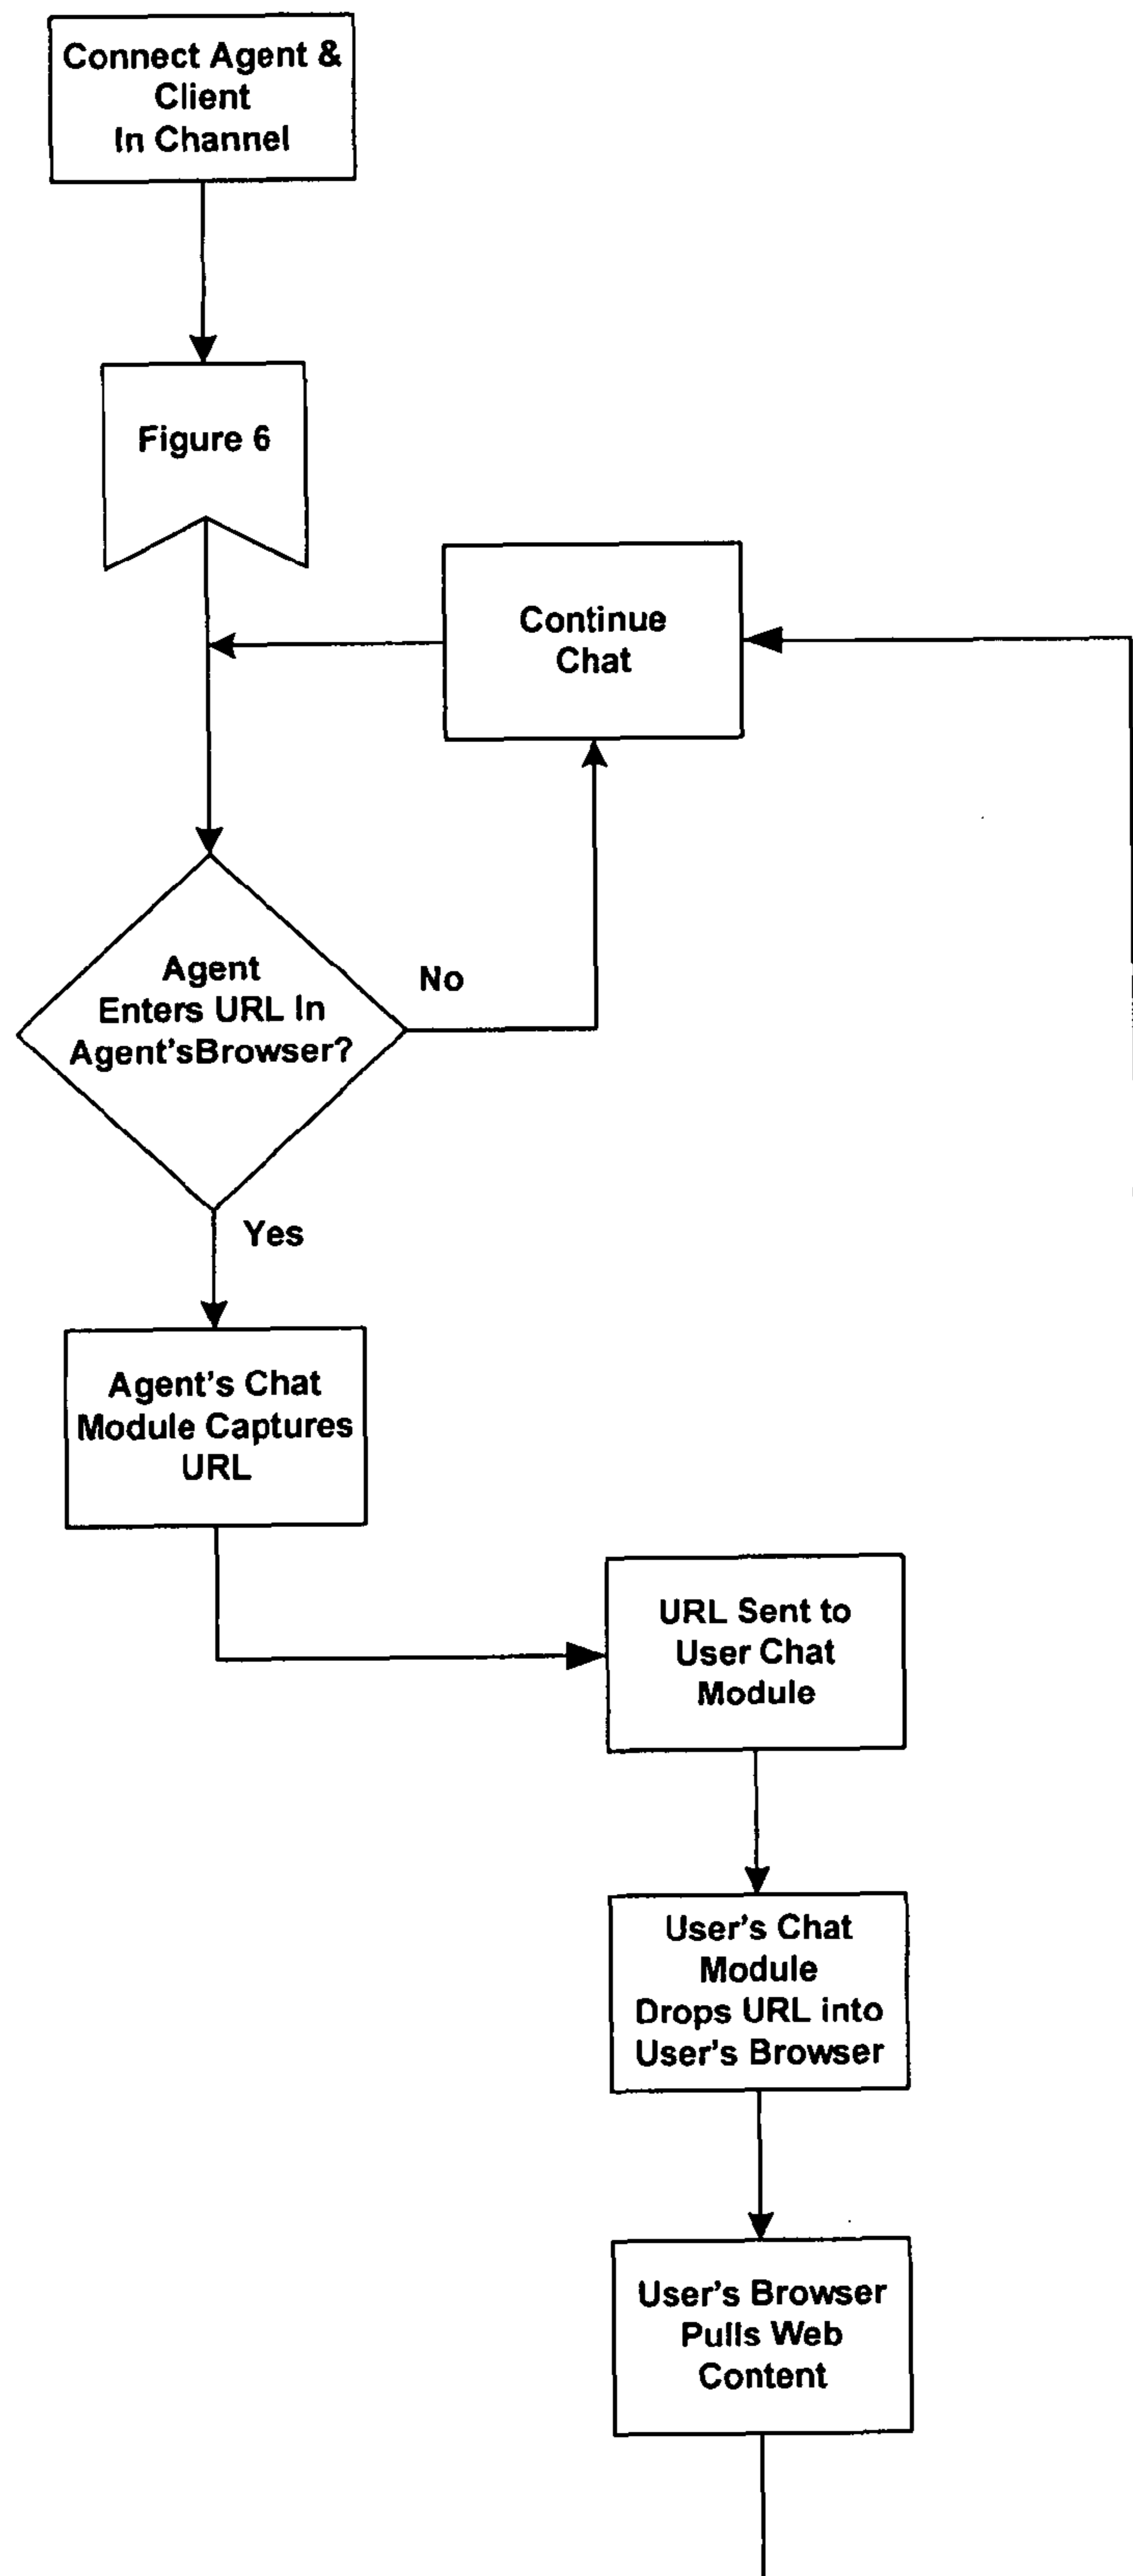 Connect Agent &
Client
In Channel
Figure 6
Continue
Chat
Agent
Enters URL In
Agent'sBrowser?
No
Yes
Agent's Chat
Module Captures
URL
URL Sent to
User Chat
Module
User's Chat
Module
Drops URL into
User's Browser
User's Browser
Pulls Web
Content